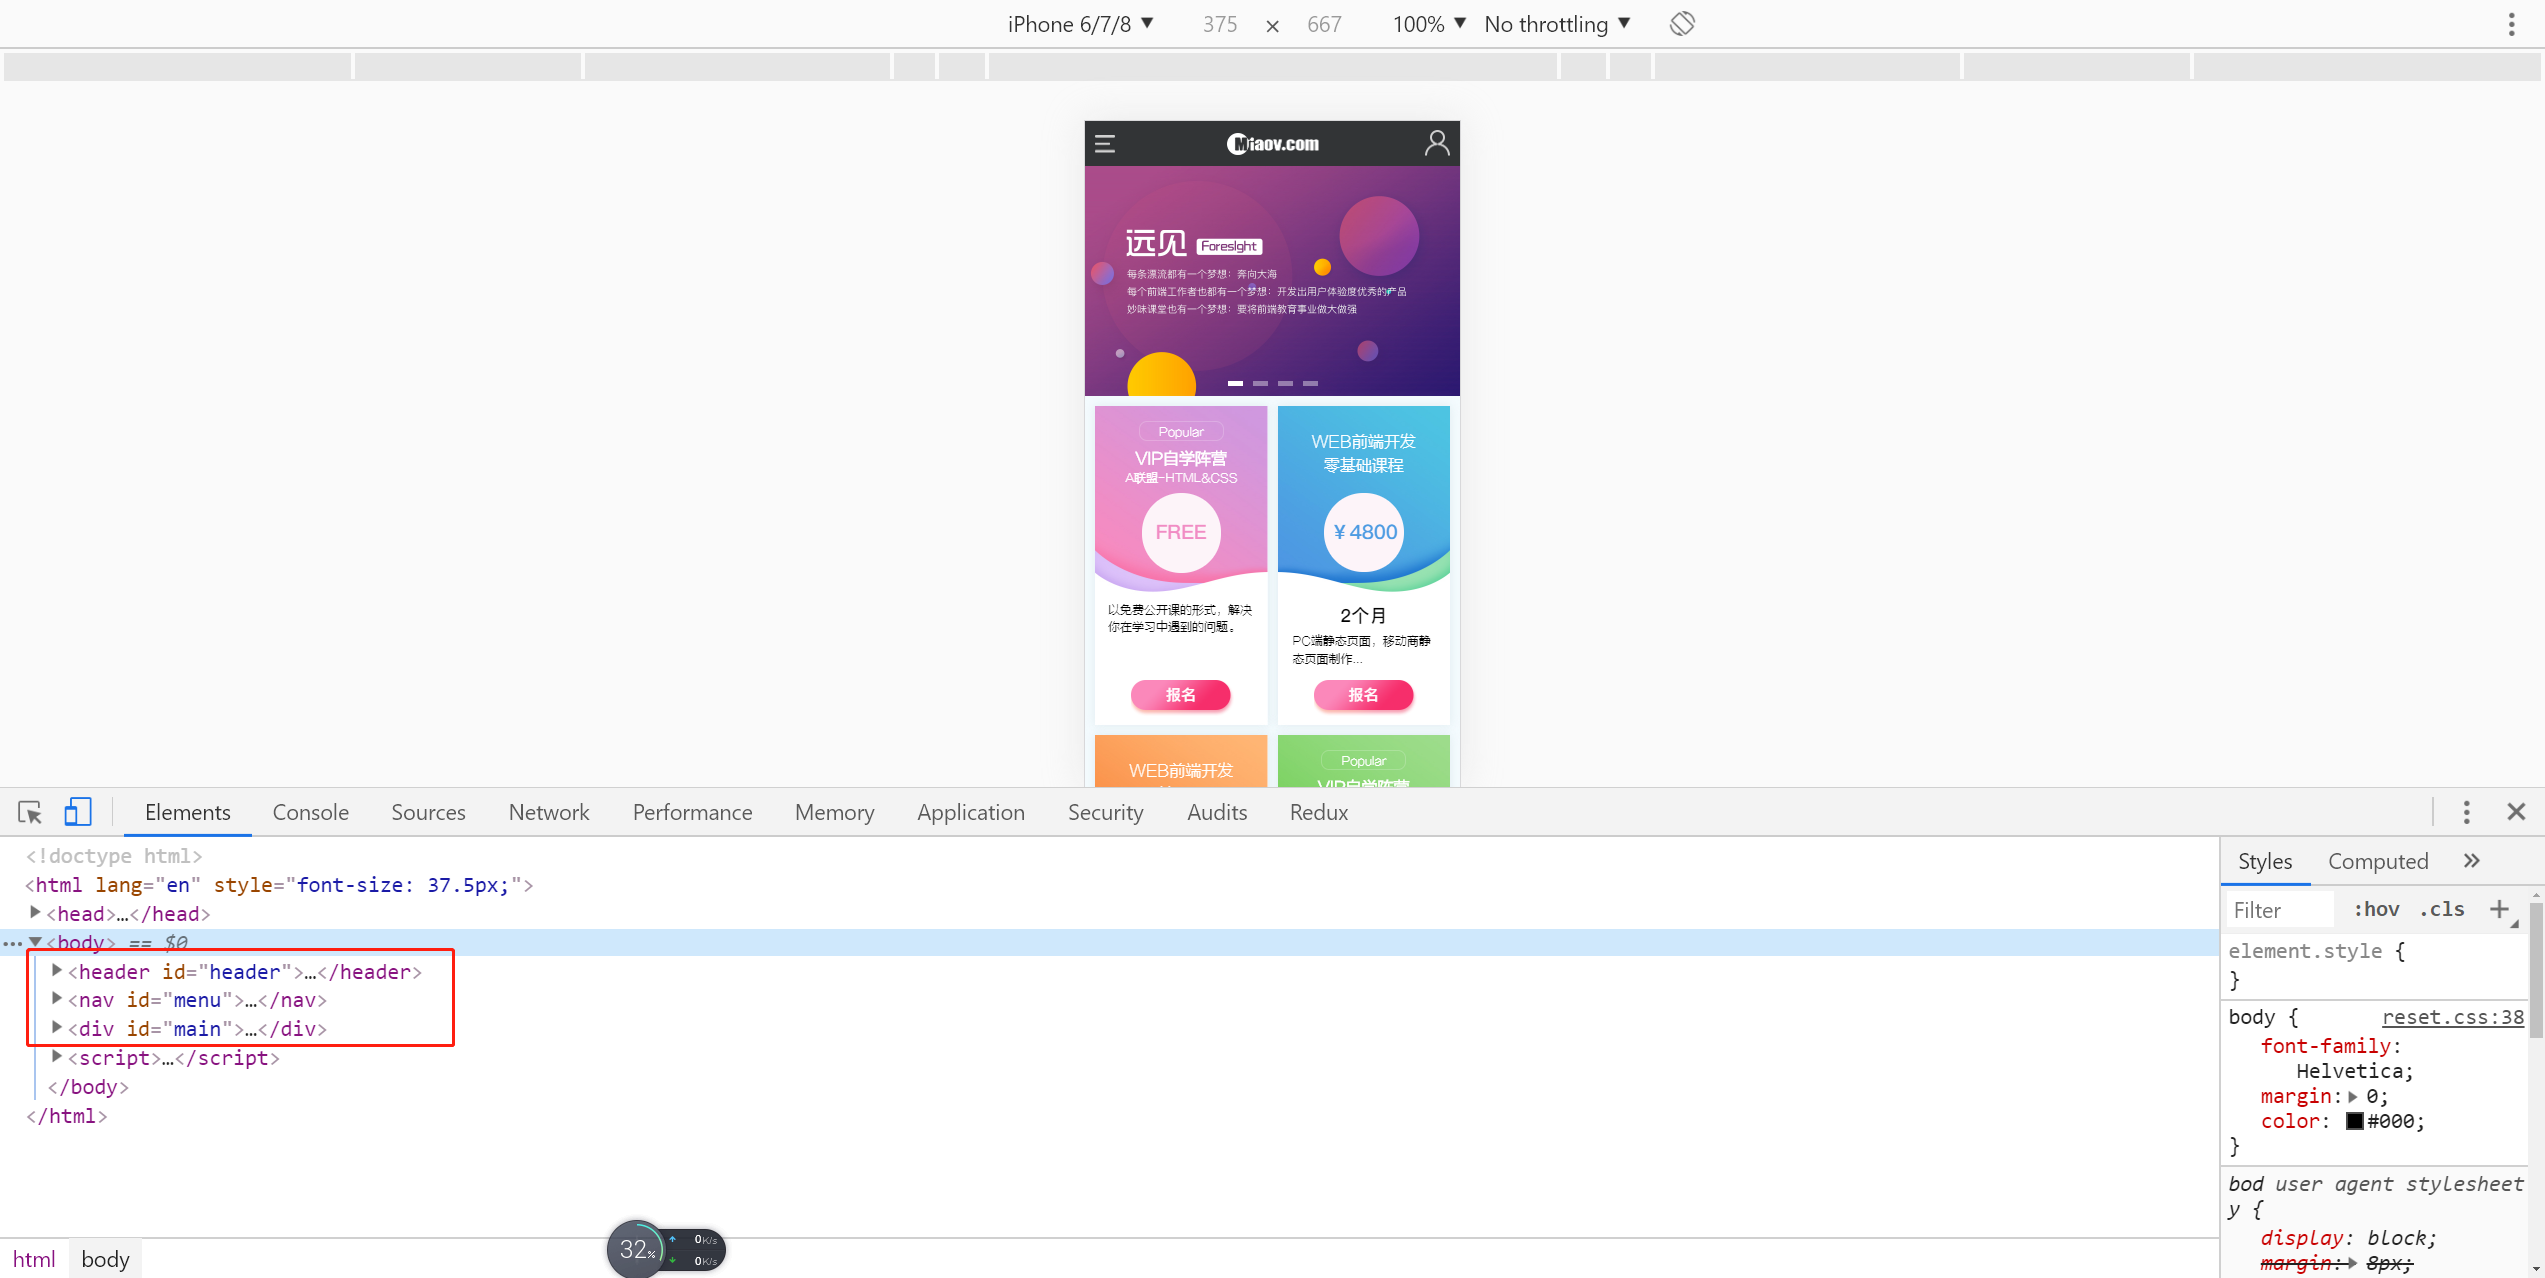 iPhone 6/7/8 ▼ 375 × 667 100% ▼ No throttling ▼
Miaov.com
远见 Foresight
每条漂流都有一个梦想：奔向大海
每个前端工作者也都有一个梦想：开发出用户体验度优秀的产品
妙味课堂也有一个梦想：要将前端教育事业做大做强
Popular
VIP自学阵营
A联盟-HTML&CSS
FREE
以免费公开课的形式，解决
你在学习中遇到的问题。
报名
WEB前端开发
零基础课程
¥4800
2个月
PC端静态页面，移动商静
态页面制作...
报名
WEB前端开发
Popular
VIP自学阵营
Elements Console Sources Network Performance Memory Application Security Audits Redux
<!doctype html>
<html lang="en" style="font-size: 37.5px;">
<head>…</head>
<body> == $0
<header id="header">…</header>
<nav id="menu">…</nav>
<div id="main">…</div>
<script>…</script>
</body>
</html>
html body
32% 0K/s
0K/s
Styles Computed »
Filter :hov .cls +
element.style {
}
body { reset.css:38
font-family:
Helvetica;
margin: 0;
color: #000;
}
bod user agent stylesheet
y {
display: block;
margin: 8px;